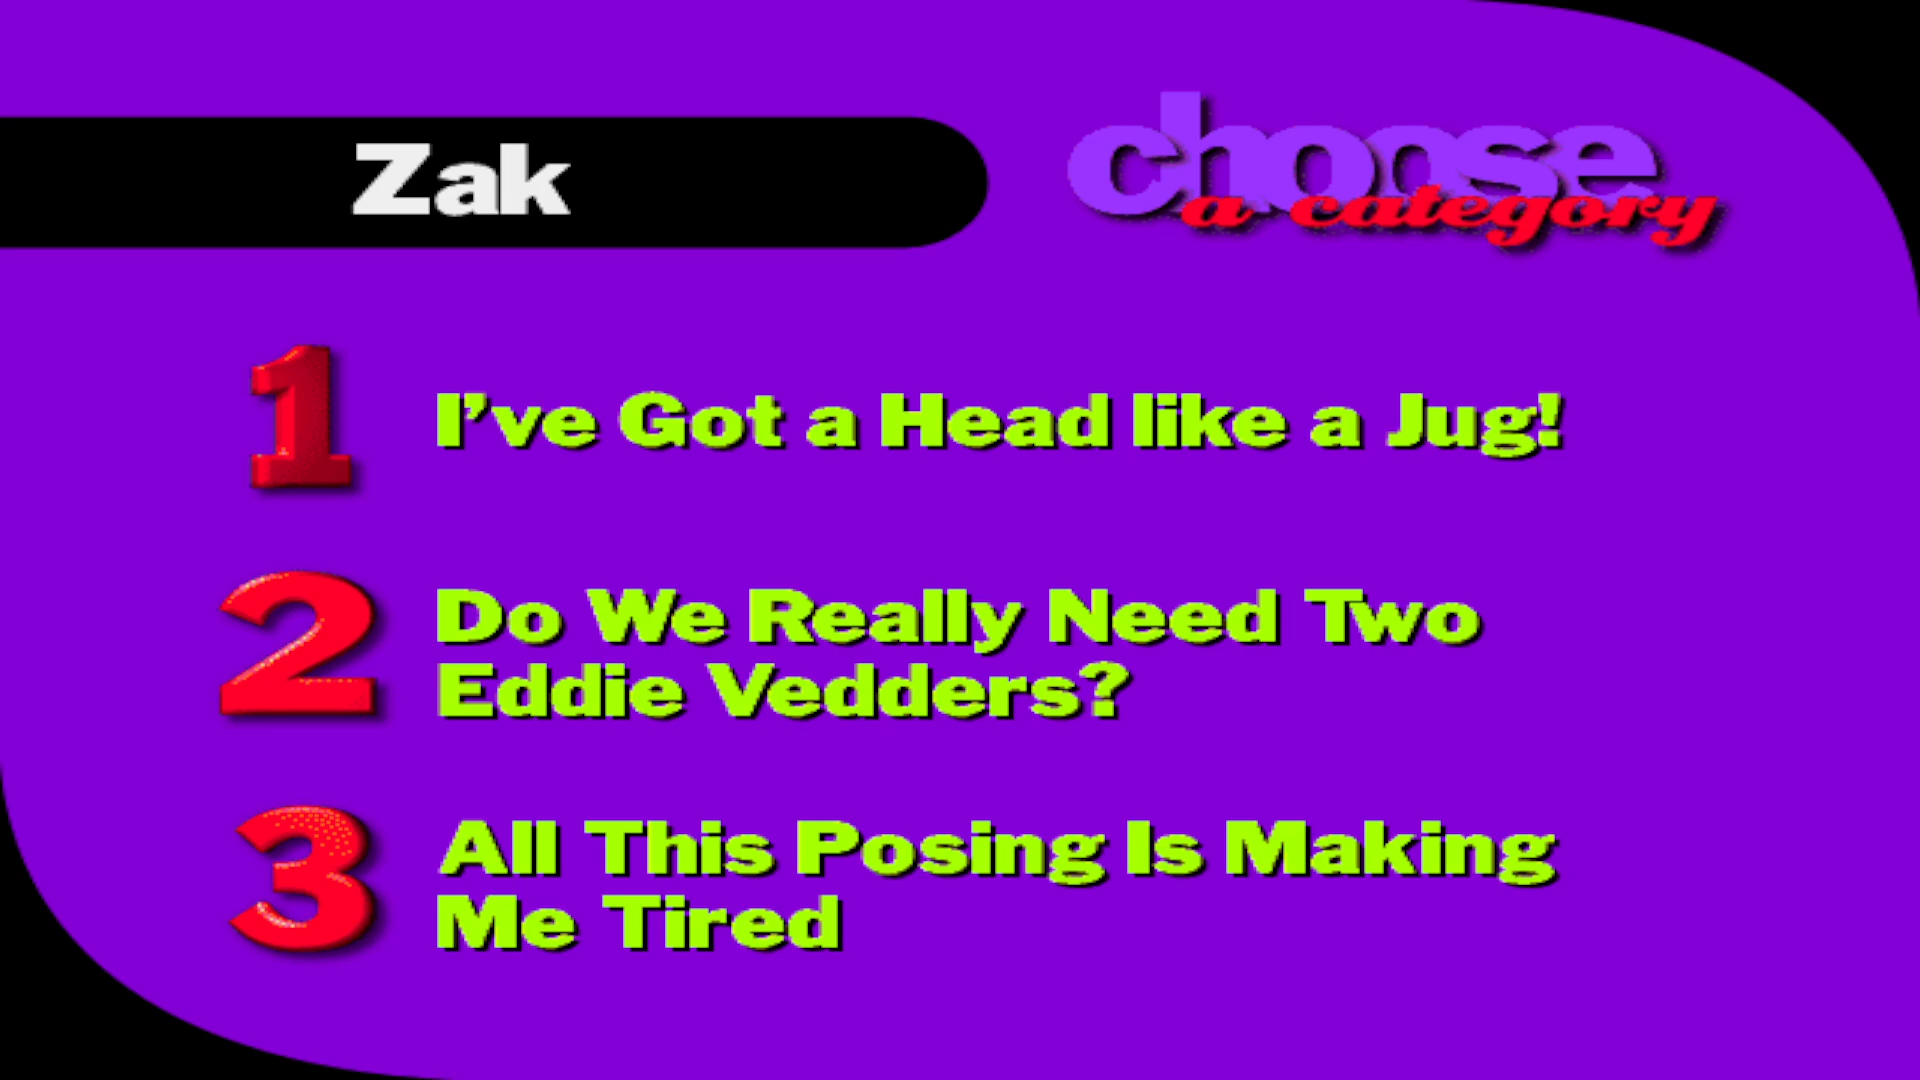 Zak
choose
a category
1
I've Got a Head like a Jug!
2
Do We Really Need Two
Eddie Vedders?
3
All This Posing Is Making
Me Tired